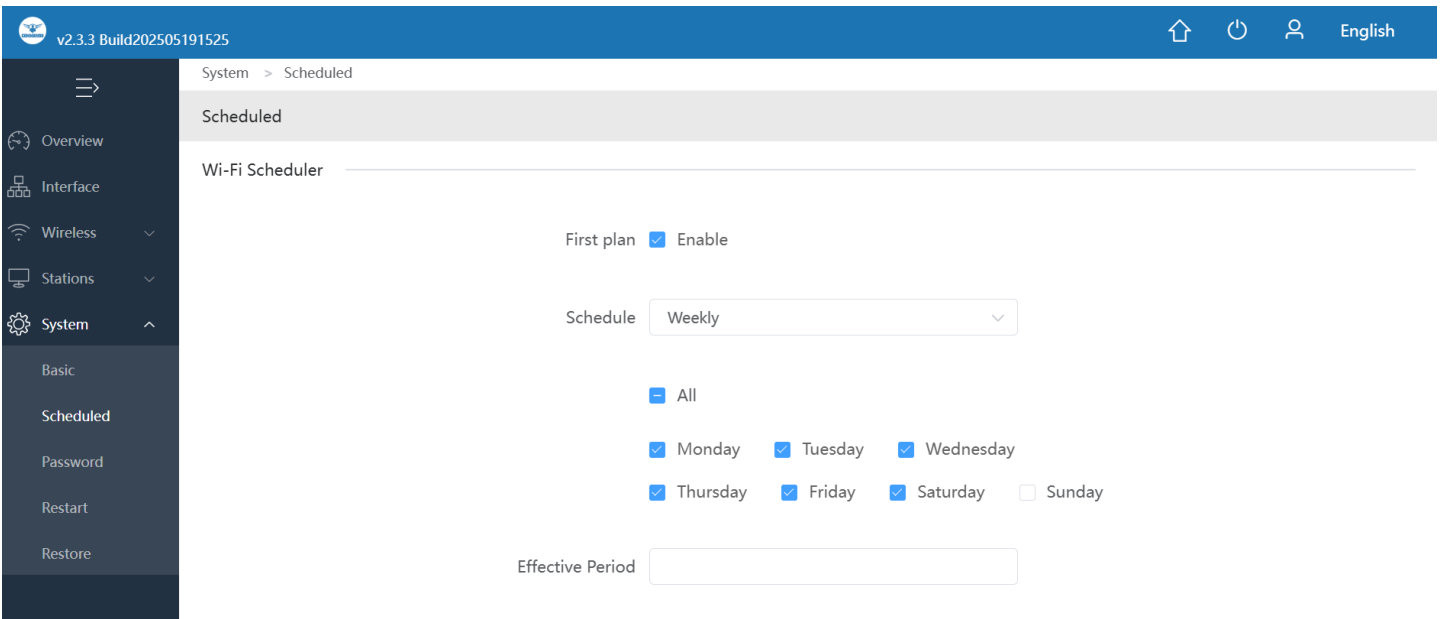 v2.3.3 Build202505191525
English
System > Scheduled
Scheduled
Overview
Interface
Wireless
Stations
System
Basic
Scheduled
Password
Restart
Restore
Wi-Fi Scheduler
First plan Enable
Schedule Weekly
All
Monday Tuesday Wednesday
Thursday Friday Saturday Sunday
Effective Period